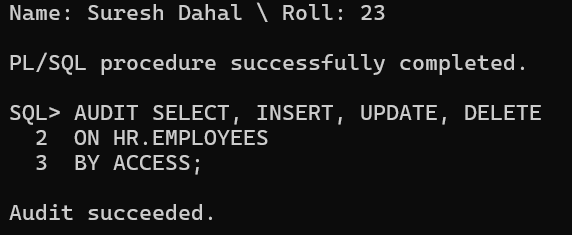 Name: Suresh Dahal \ Roll: 23
PL/SQL procedure successfully completed.
SQL> AUDIT SELECT, INSERT, UPDATE, DELETE
  2  ON HR.EMPLOYEES
  3  BY ACCESS;
Audit succeeded.